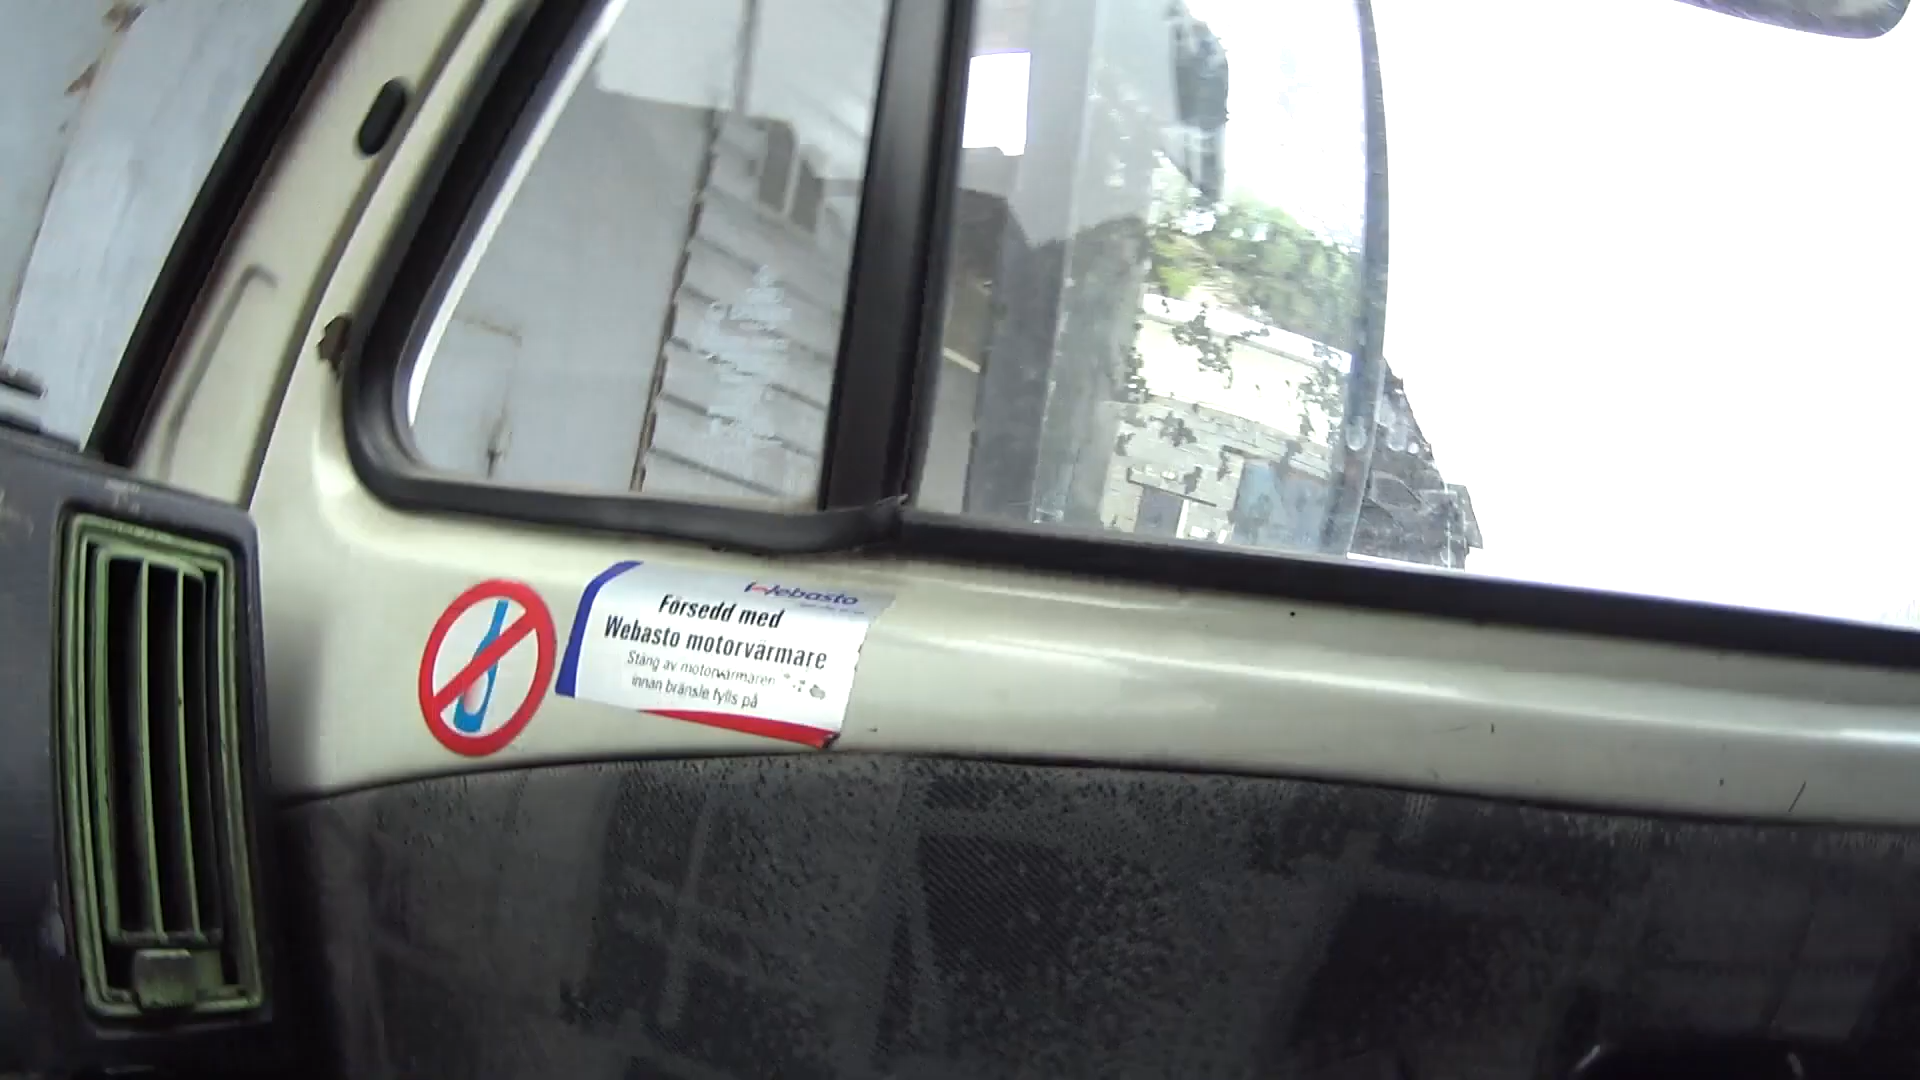 Webasto
Försedd med
Webasto motorvärmare
Stäng av motorvärmaren
innan bränsle fylls på